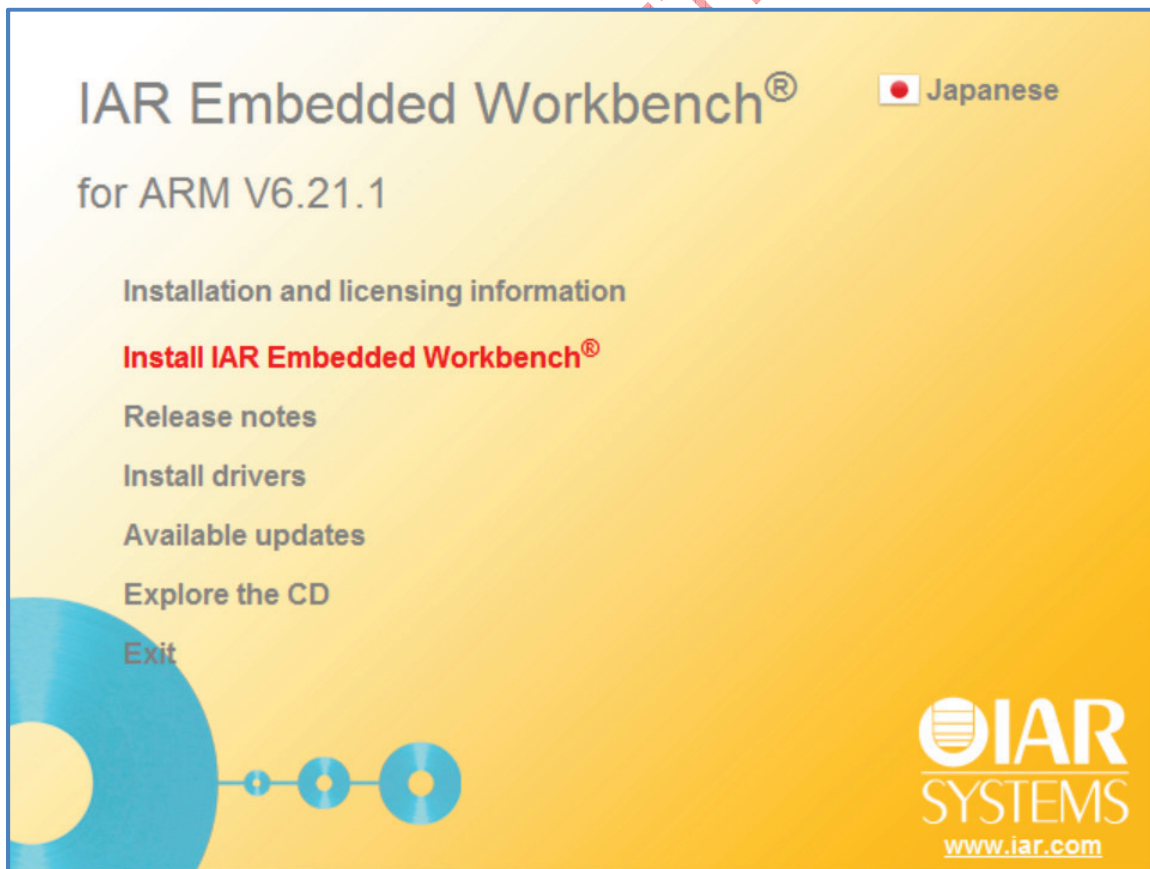 IAR Embedded Workbench®
Japanese
for ARM V6.21.1
Installation and licensing information
Install IAR Embedded Workbench®
Release notes
Install drivers
Available updates
Explore the CD
Exit
IAR
SYSTEMS
www.iar.com